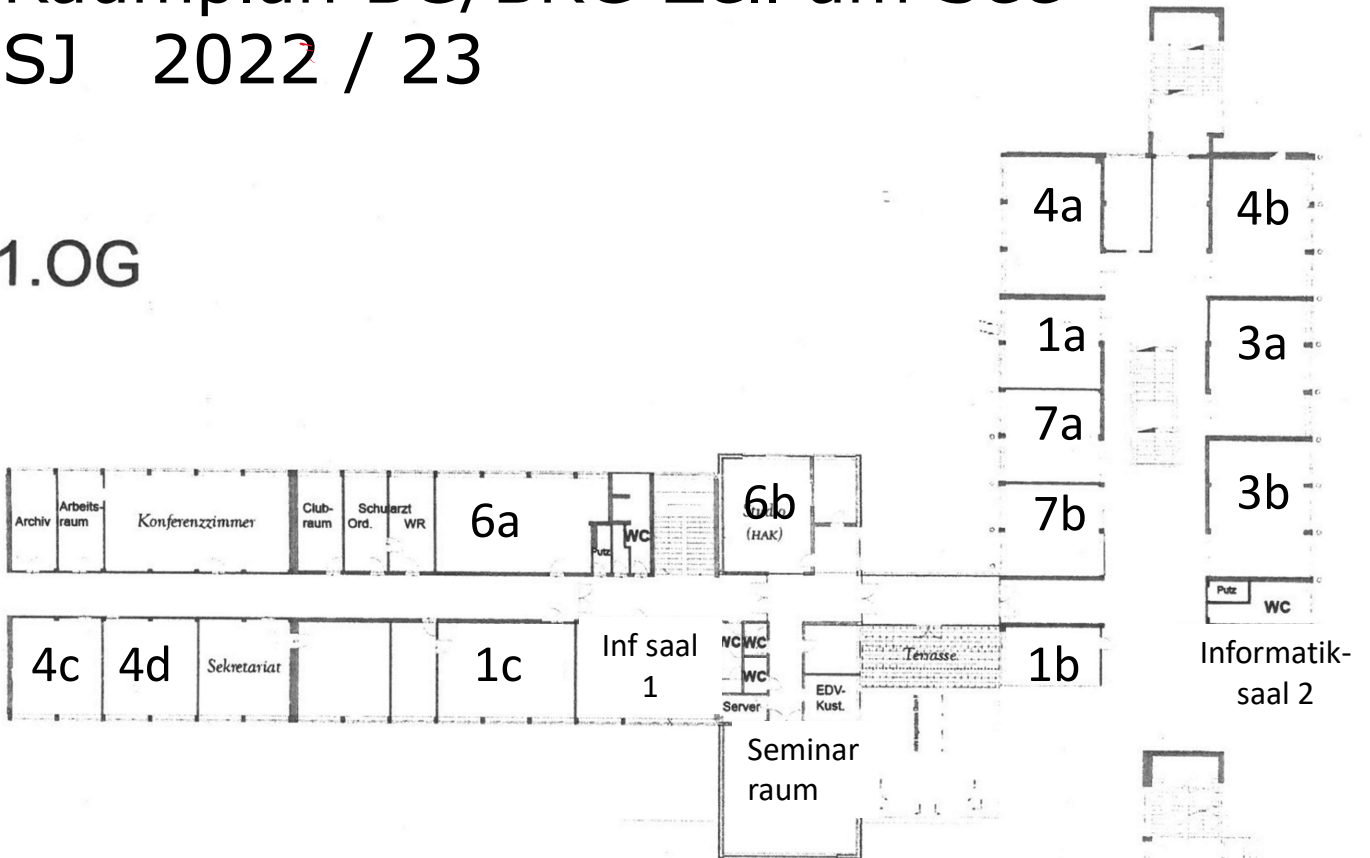 SJ 2022 / 23
1.OG
4a
4b
1a
3a
7a
3b
7b
Archiv
Arbeits-
raum
Konferenzzimmer
Club-
raum
Schularzt
Ord. WR
6a
Putz
WC
6b
Studio
(HAK)
Putz
WC
4c
4d
Sekretariat
1c
Inf saal
1
WC
WC
WC
Server
EDV-
Kust.
Terrasse
1b
Informatik-
saal 2
Seminar
raum